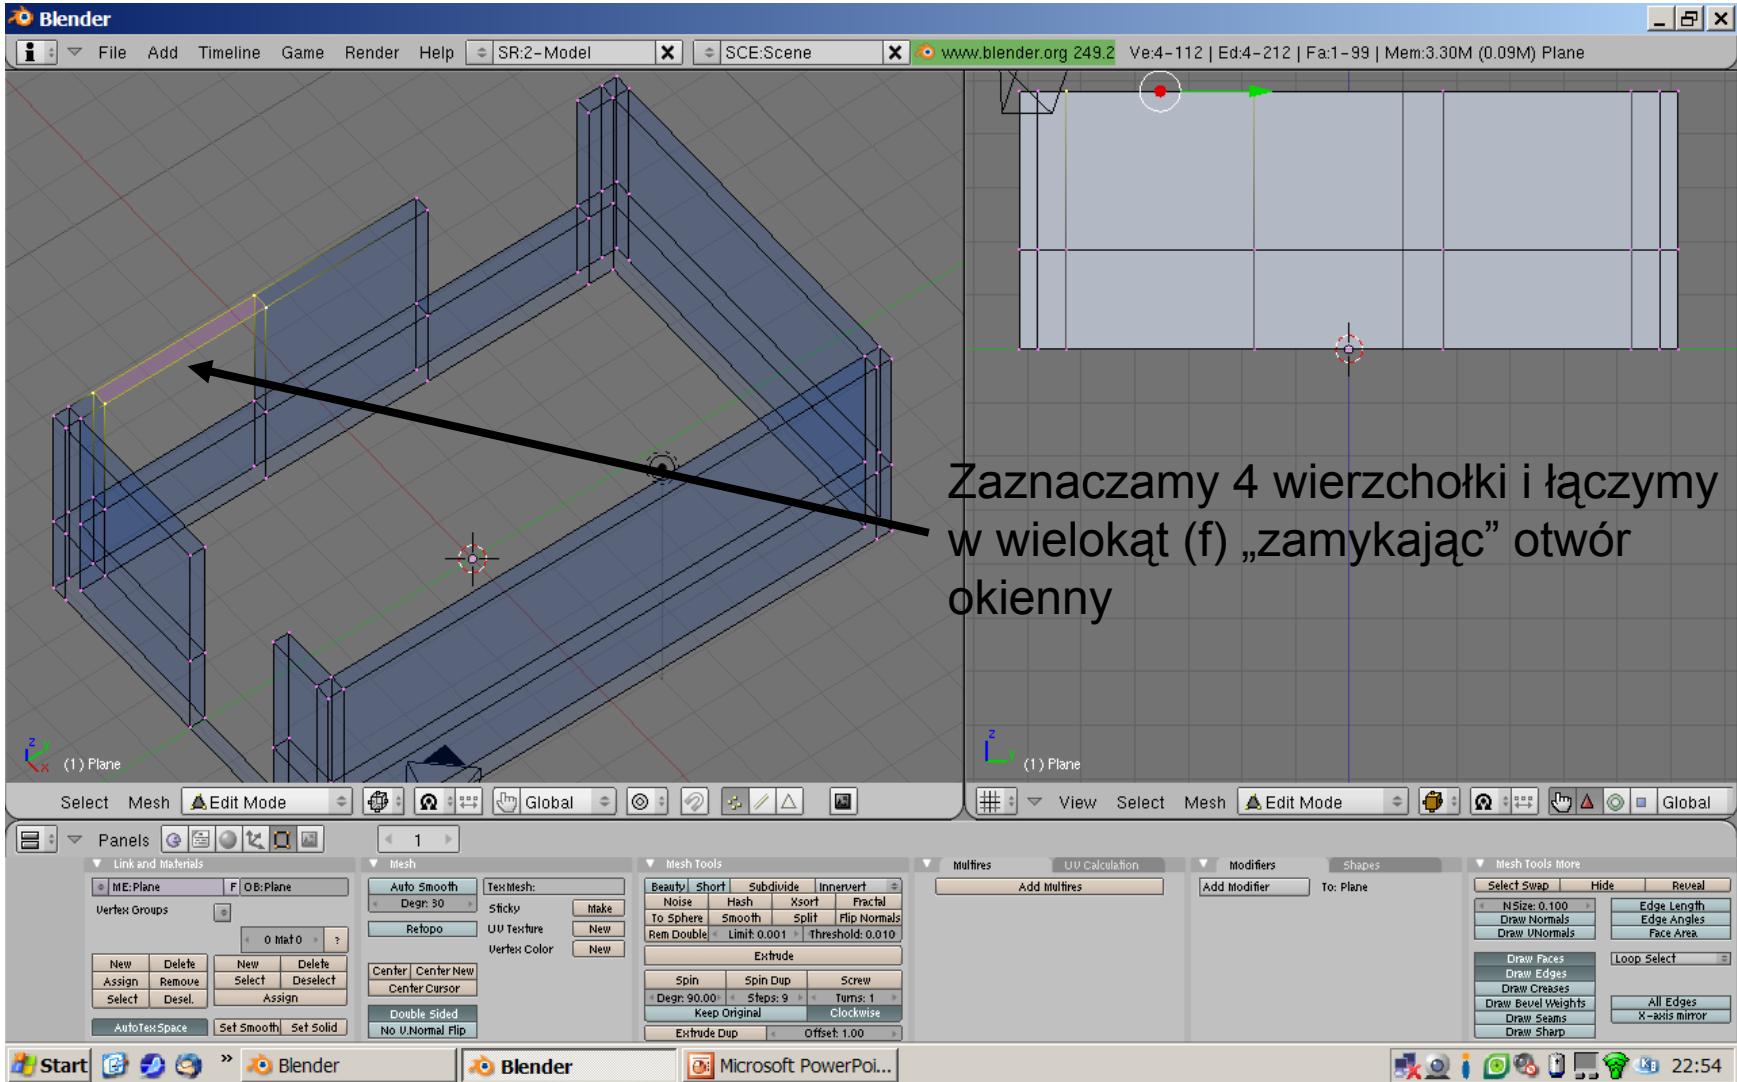 Blender
File Add Timeline Game Render Help SR:2-Model SCE:Scene www.blender.org 249.2 Ve:4-112 | Ed:4-212 | Fa:1-99 | Mem:3.30M (0.09M) Plane
Zaznaczamy 4 wierzchołki i łączymy
w wielokąt (f) „zamykając” otwór
okienny
z
y
x
(1) Plane
z
y
(1) Plane
Select Mesh Edit Mode Global
View Select Mesh Edit Mode Global
Panels 1
Link and Materials
ME:Plane F OB:Plane
Vertex Groups
0 Mat 0 ?
New Delete New Delete
Assign Remove Select Deselect
Select Desel. Assign
AutoTexSpace Set Smooth Set Solid
Mesh
Auto Smooth TexMesh:
Degr: 30 Sticky Make
Retopo UV Texture New
Vertex Color New
Center Center New
Center Cursor
Double Sided
No V.Normal Flip
Mesh Tools
Beauty Short Subdivide Innervert
Noise Hash Xsort Fractal
To Sphere Smooth Split Flip Normals
Rem Double Limit: 0.001 Threshold: 0.010
Extrude
Spin Spin Dup Screw
Degr: 90.00 Steps: 9 Turns: 1
Keep Original Clockwise
Extrude Dup Offset: 1.00
Multires UV Calculation
Add Multires
Modifiers Shapes
Add Modifier To: Plane
Mesh Tools More
Select Swap Hide Reveal
NSize: 0.100 Edge Length
Draw Normals Edge Angles
Draw VNormals Face Area
Draw Faces Loop Select
Draw Edges
Draw Creases
Draw Bevel Weights All Edges
Draw Seams X-axis mirror
Draw Sharp
Start » Blender Blender Microsoft PowerPoi... 22:54